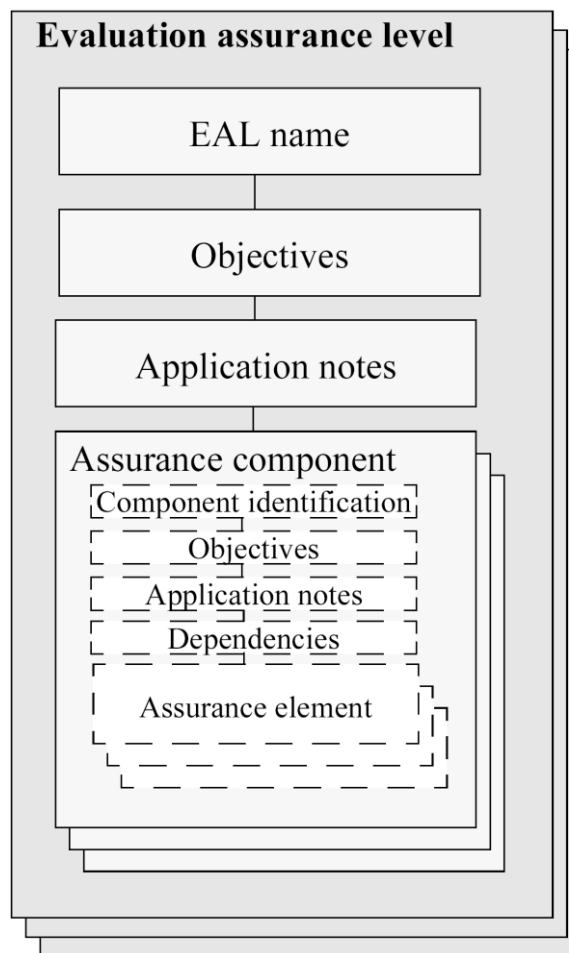 Evaluation assurance level
EAL name
Objectives
Application notes
Assurance component
Component identification
Objectives
Application notes
Dependencies
Assurance element